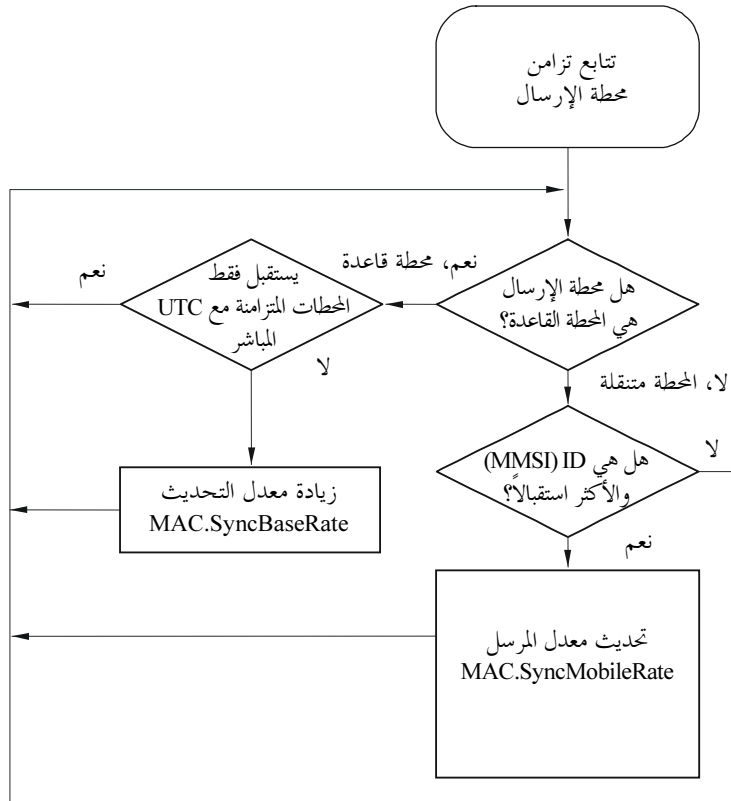 تتابع تزامن
محطة الإرسال
هل محطة الإرسال
هي المحطة القاعدة؟
نعم، محطة قاعدة
يستقبل فقط
المحطات المتزامنة مع UTC
المباشر
نعم
لا
زيادة معدل التحديث
MAC.SyncBaseRate
لا، المحطة متنقلة
هل هي ID (MMSI)
والأكثر استقبالاً؟
لا
نعم
تحديث معدل المرسل
MAC.SyncMobileRate